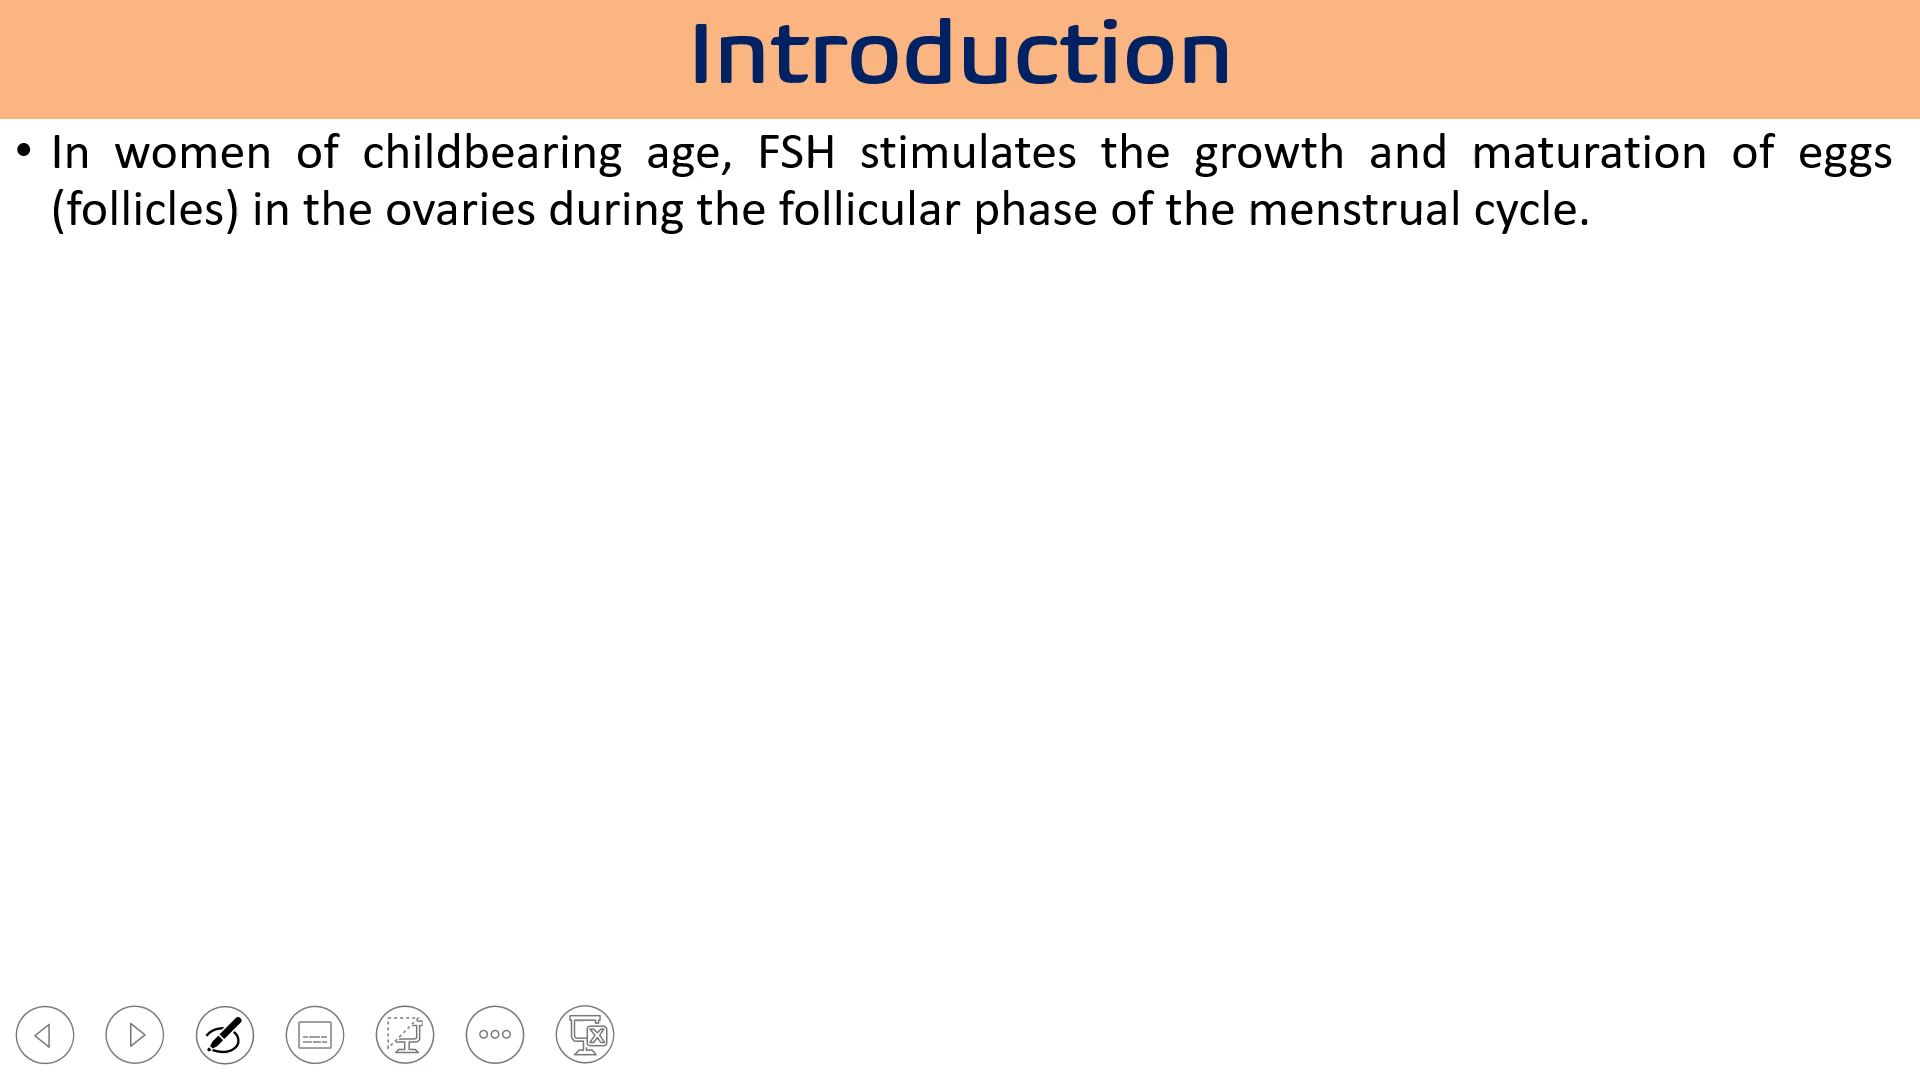 Introduction
• In women of childbearing age, FSH stimulates the growth and maturation of eggs
(follicles) in the ovaries during the follicular phase of the menstrual cycle.